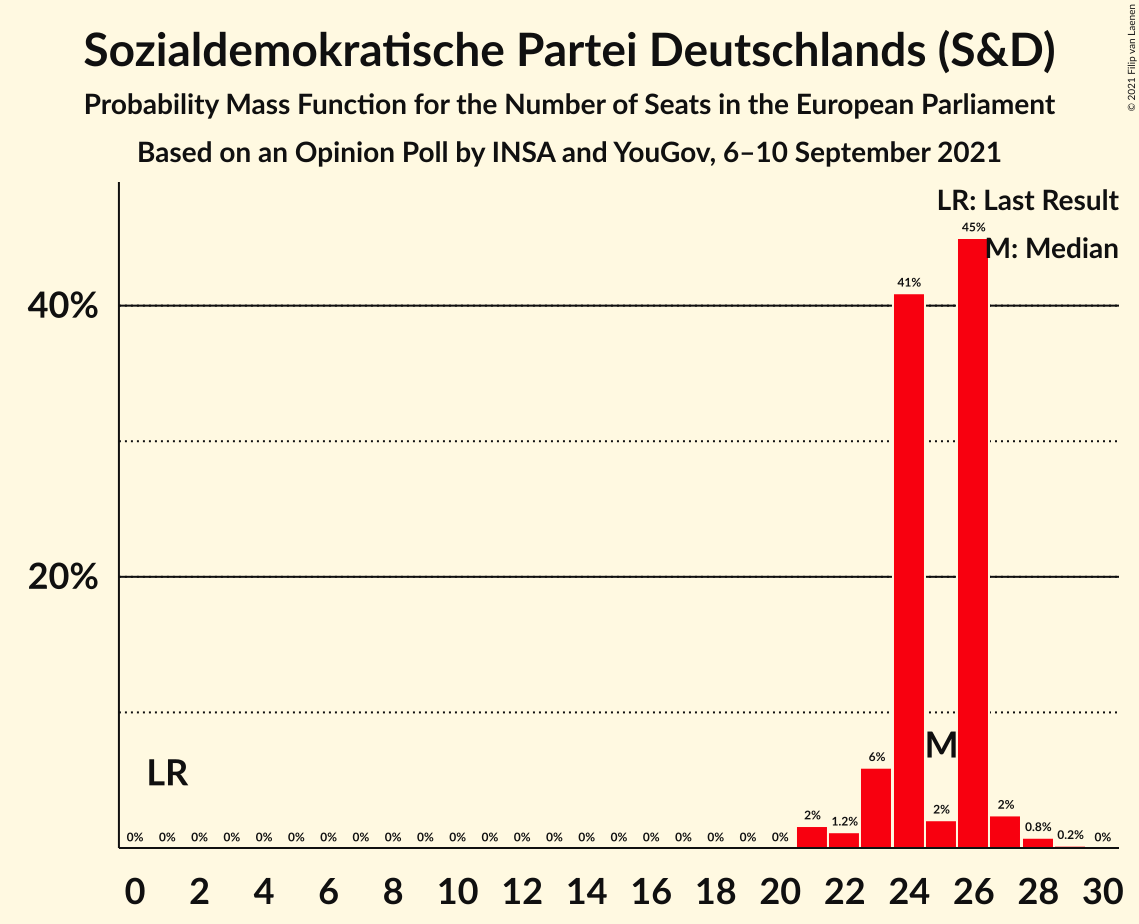 Sozialdemokratische Partei Deutschlands (S&D)
Probability Mass Function for the Number of Seats in the European Parliament
Based on an Opinion Poll by INSA and YouGov, 6–10 September 2021
© 2021 Filip van Laenen
LR: Last Result
M: Median
40%
20%
LR
M
0% 0% 0% 0% 0% 0% 0% 0% 0% 0% 0% 0% 0% 0% 0% 0% 0% 0% 0% 0% 0% 2% 1.2% 6% 41% 2% 45% 2% 0.8% 0.2% 0%
0 2 4 6 8 10 12 14 16 18 20 22 24 26 28 30